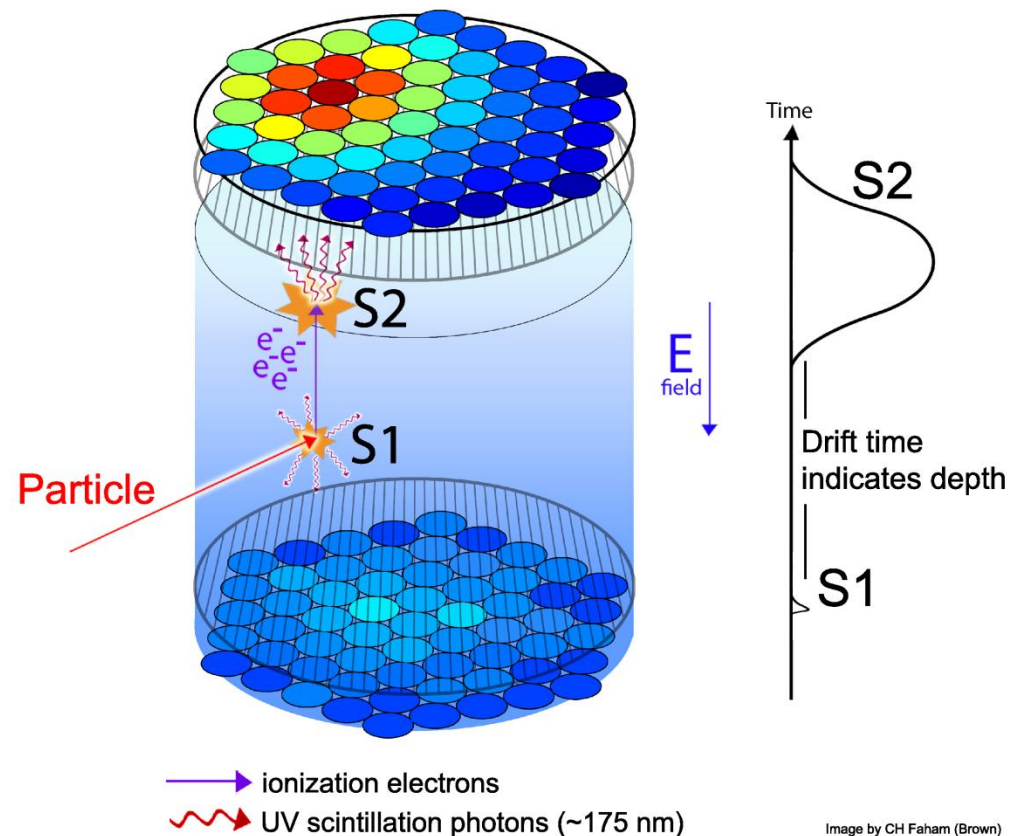 Time
S2
S2
e-
e- e-
e-
E
field
S1
Drift time
indicates depth
Particle
S1
ionization electrons
UV scintillation photons (~175 nm)
Image by CH Faham (Brown)